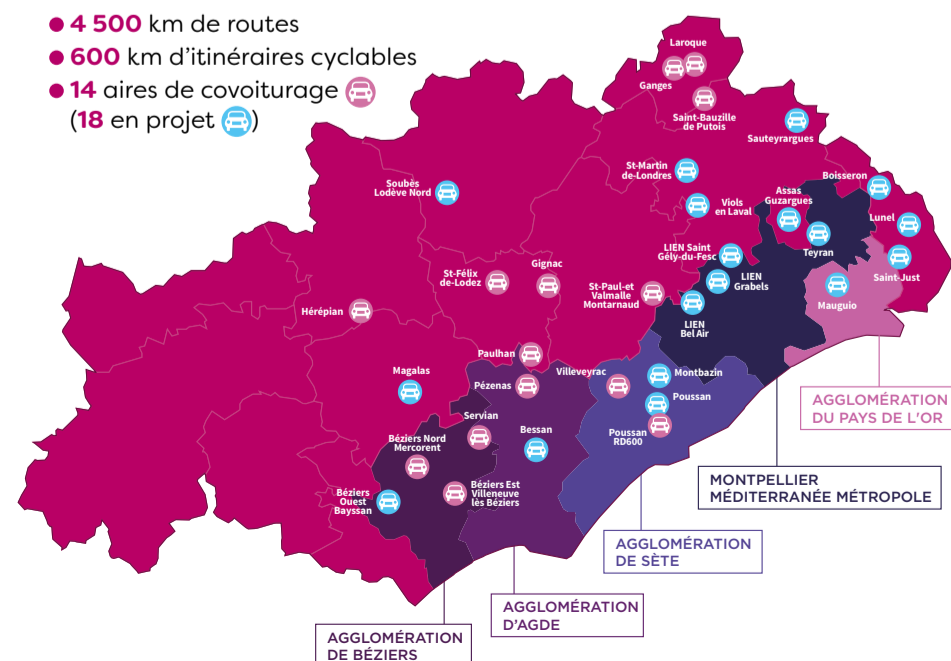 4 500 km de routes
600 km d'itinéraires cyclables
14 aires de covoiturage
(18 en projet )
Laroque
Ganges
Saint-Bauzille
de Putois
Sauteyrargues
St-Martin
de-Londres
Boisseron
Soubès
Lodève Nord
Assas
Guzargues
Viols
en Laval
Lunel
Teyran
LIEN Saint
Gély-du-Fesc
Saint-Just
Gignac
St-Félix
de-Lodez
LIEN
Grabels
St-Paul-et
Valmalle
Montarnaud
Mauguio
Hérépian
LIEN
Bel Air
Paulhan
Magalas
Villeveyrac
Montbazin
Pézenas
Poussan
AGGLOMÉRATION
DU PAYS DE L'OR
Servian
Bessan
Poussan
RD600
Béziers Nord
Mercorent
MONTPELLIER
MÉDITERRANÉE MÉTROPOLE
Béziers Est
Villeneuve
lès Béziers
Béziers
Ouest
Bayssan
AGGLOMÉRATION
DE SÈTE
AGGLOMÉRATION
D'AGDE
AGGLOMÉRATION
DE BÉZIERS